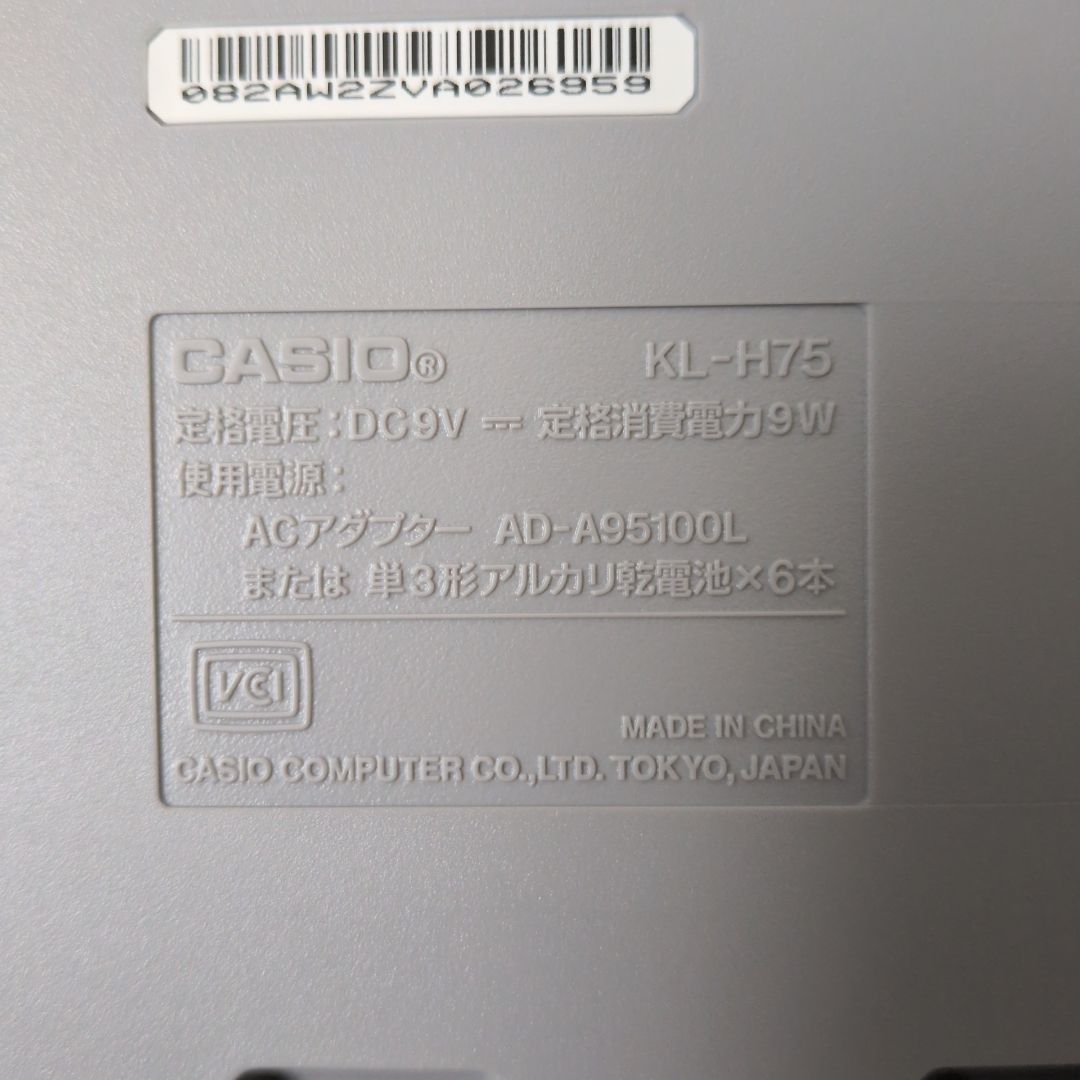 082AW2ZVA026959
CASIO® KL-H75
定格電圧:DC9V ⎓ 定格消費電力9W
使用電源:
ACアダプター AD-A95100L
または 単3形アルカリ乾電池×6本
VCI
MADE IN CHINA
CASIO COMPUTER CO.,LTD. TOKYO, JAPAN